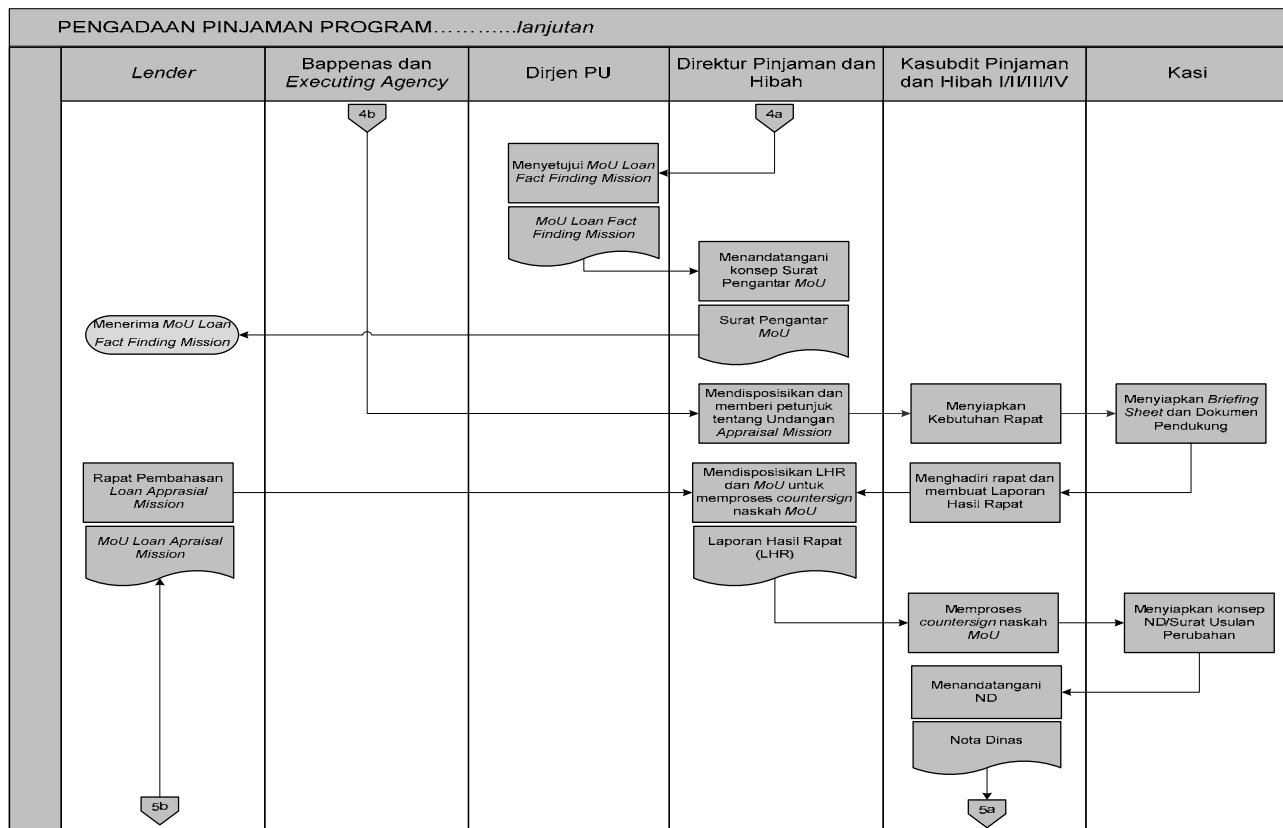 PENGADAAN PINJAMAN PROGRAM............lanjutan
Lender
Bappenas dan
Executing Agency
Dirjen PU
Direktur Pinjaman dan
Hibah
Kasubdit Pinjaman
dan Hibah I/II/III/IV
Kasi
4b
4a
Menyetujui MoU Loan
Fact Finding Mission
MoU Loan Fact
Finding Mission
Menandatangani
konsep Surat
Pengantar MoU
Menerima MoU Loan
Fact Finding Mission
Surat Pengantar
MoU
Mendisposisikan dan
memberi petunjuk
tentang Undangan
Appraisal Mission
Menyiapkan
Kebutuhan Rapat
Menyiapkan Briefing
Sheet dan Dokumen
Pendukung
Rapat Pembahasan
Loan Apprasial
Mission
Mendisposisikan LHR
dan MoU untuk
memproses countersign
naskah MoU
Menghadiri rapat dan
membuat Laporan
Hasil Rapat
MoU Loan Apraisal
Mission
Laporan Hasil Rapat
(LHR)
Memproses
countersign naskah
MoU
Menyiapkan konsep
ND/Surat Usulan
Perubahan
Menandatangani
ND
Nota Dinas
5b
5a